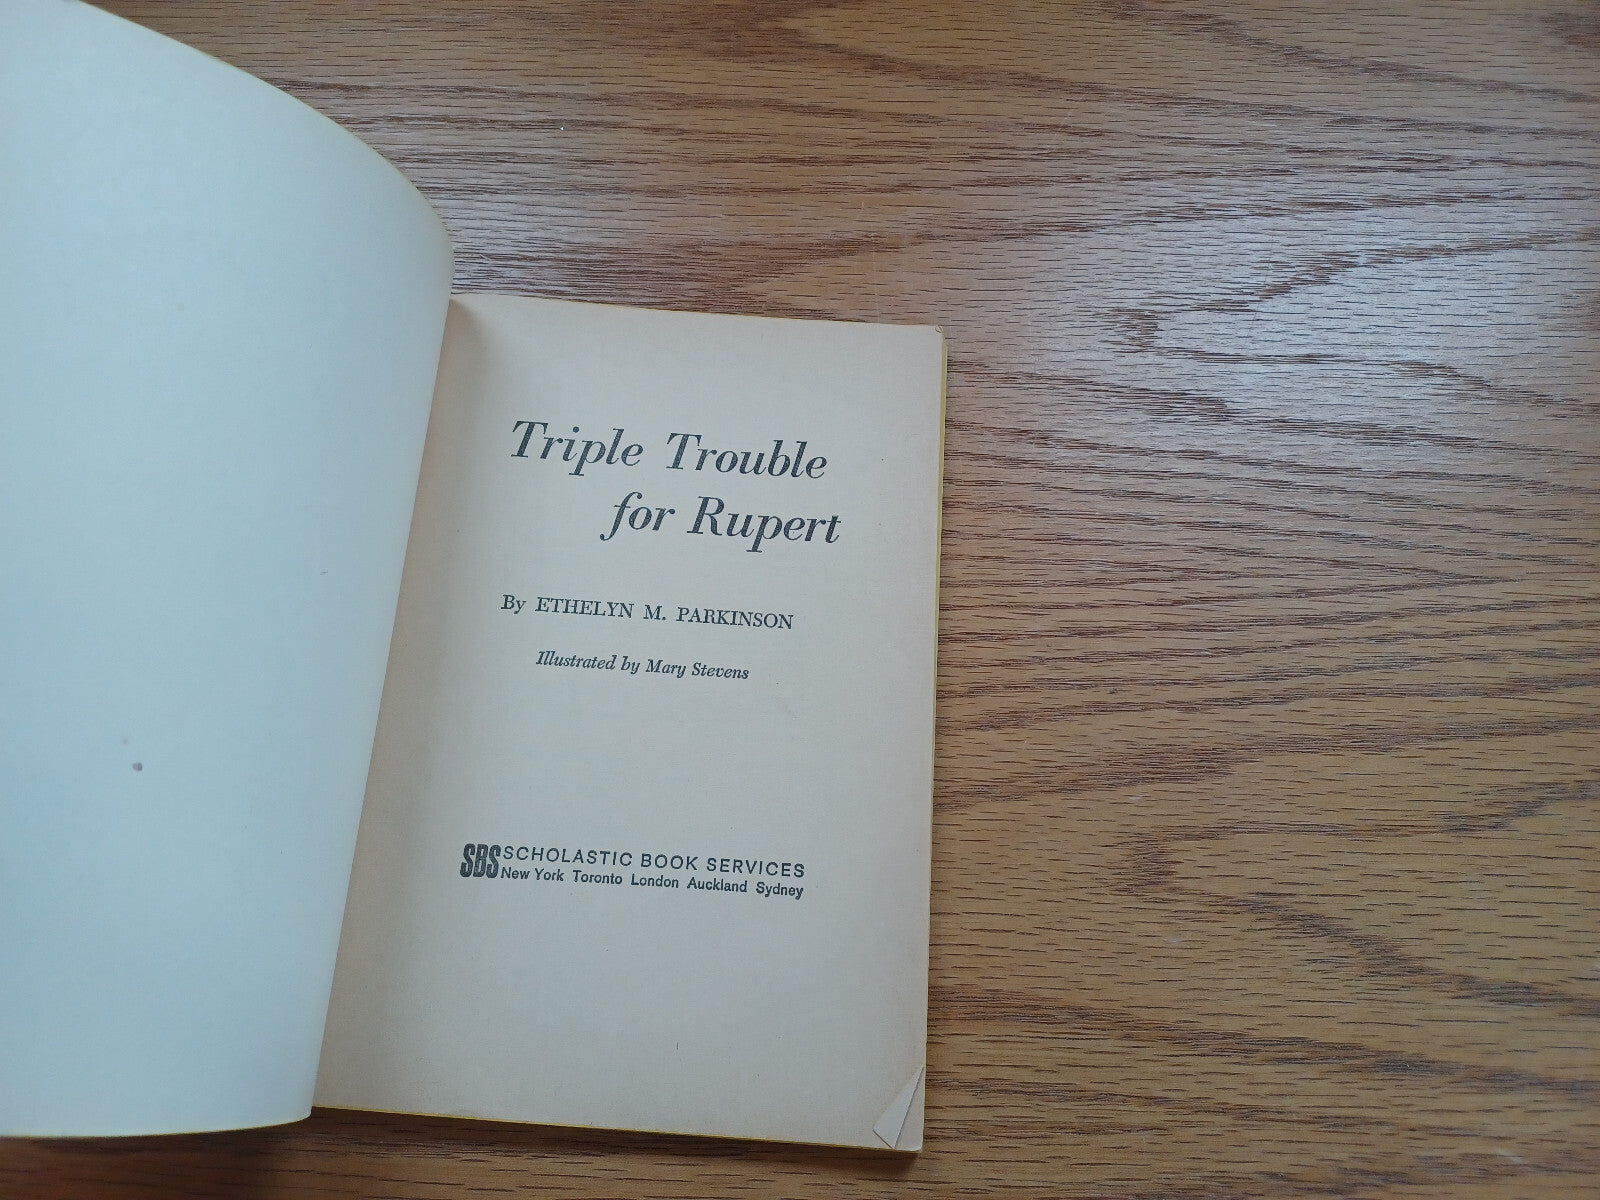 Triple Trouble
for Rupert
By ETHELYN M. PARKINSON
Illustrated by Mary Stevens
SBS SCHOLASTIC BOOK SERVICES
New York Toronto London Auckland Sydney